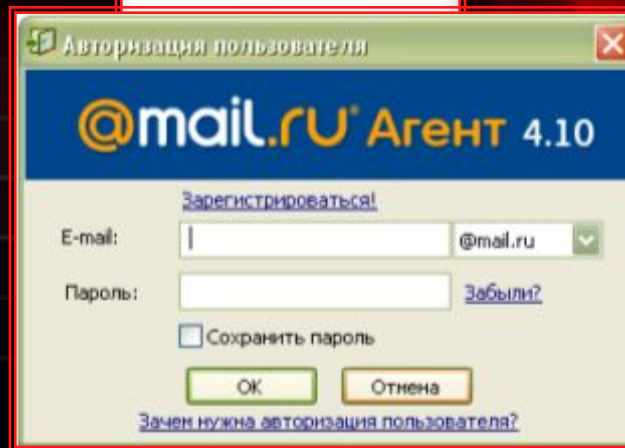 Авторизация пользователя
@mail.ru® Агент 4.10
Зарегистрироваться!
E-mail: @mail.ru
Пароль: Забыли?
Сохранить пароль
OK Отмена
Зачем нужна авторизация пользователя?